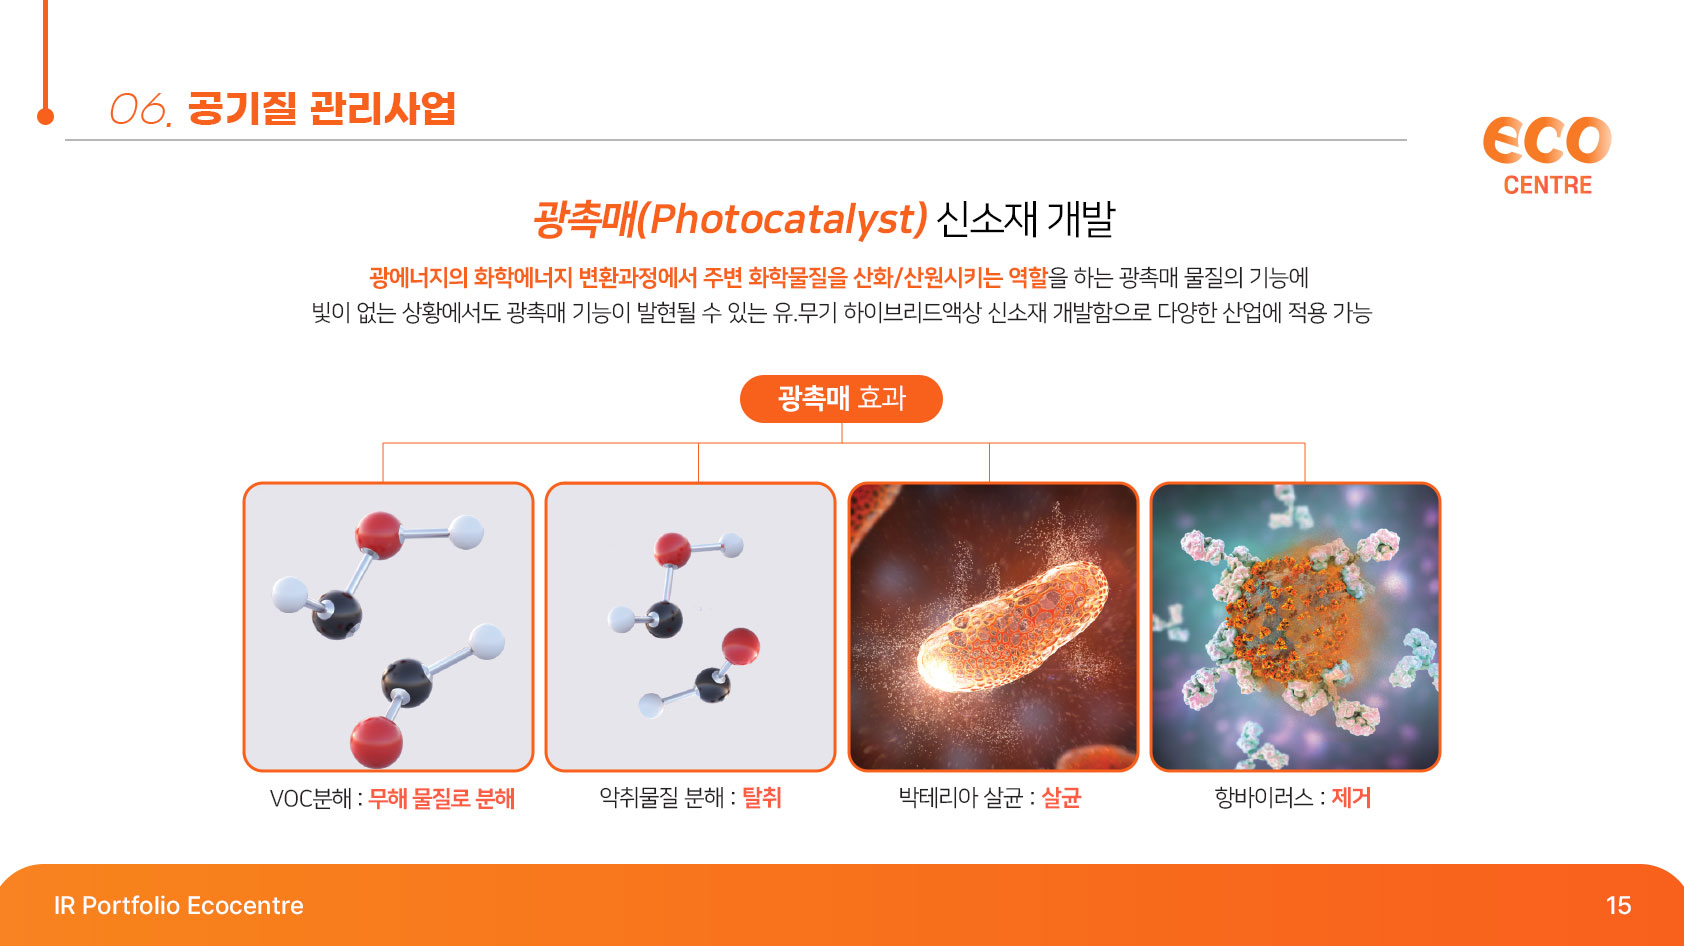 06. 공기질 관리사업
eco
CENTRE
광촉매(Photocatalyst) 신소재 개발
광에너지의 화학에너지 변환과정에서 주변 화학물질을 산화/산원시키는 역할을 하는 광촉매 물질의 기능에
빛이 없는 상황에서도 광촉매 기능이 발현될 수 있는 유.무기 하이브리드액상 신소재 개발함으로 다양한 산업에 적용 가능
광촉매 효과
VOC분해 : 무해 물질로 분해
악취물질 분해 : 탈취
박테리아 살균 : 살균
항바이러스 : 제거
IR Portfolio Ecocentre
15